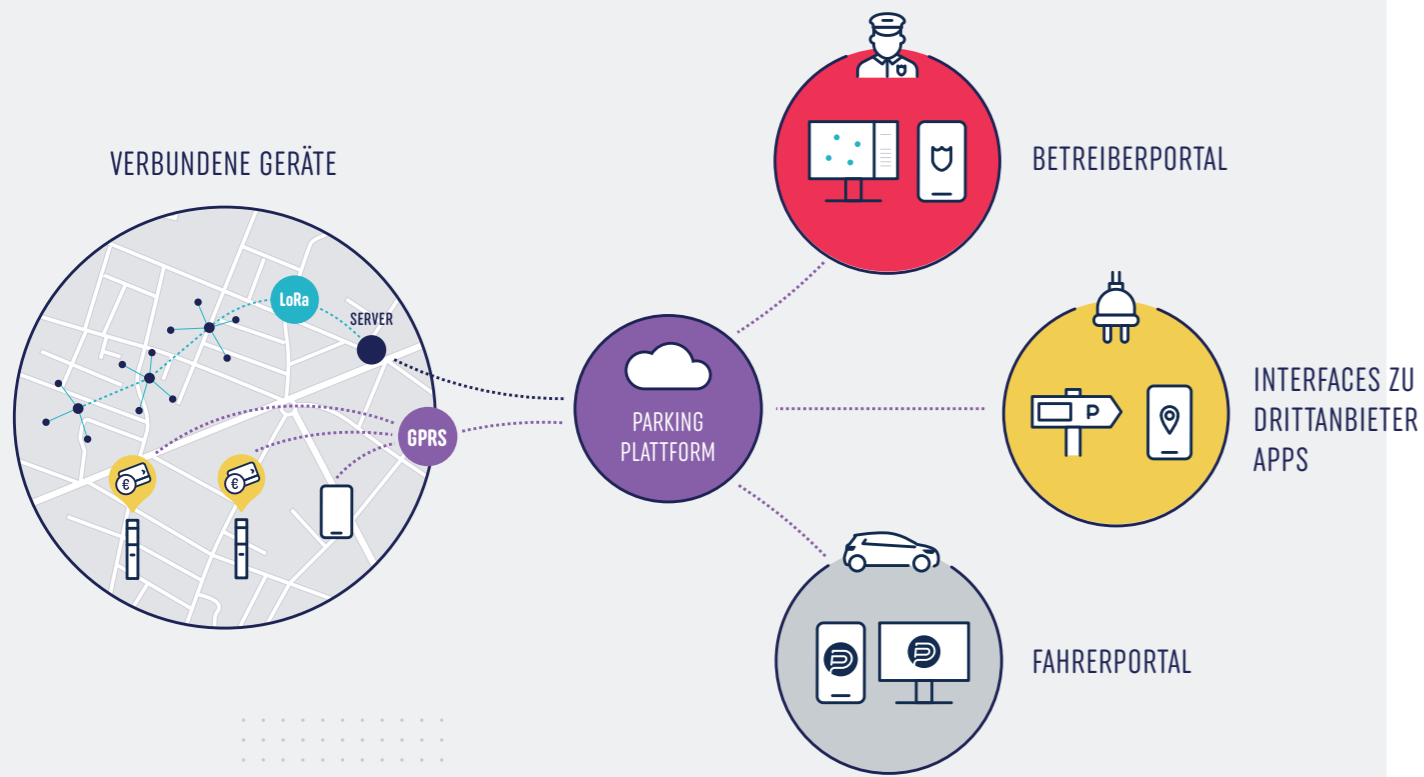 VERBUNDENE GERÄTE
LoRa
SERVER
GPRS
€
€
PARKING
PLATTFORM
BETREIBERPORTAL
P
INTERFACES ZU
DRITTANBIETER
APPS
FAHRERPORTAL